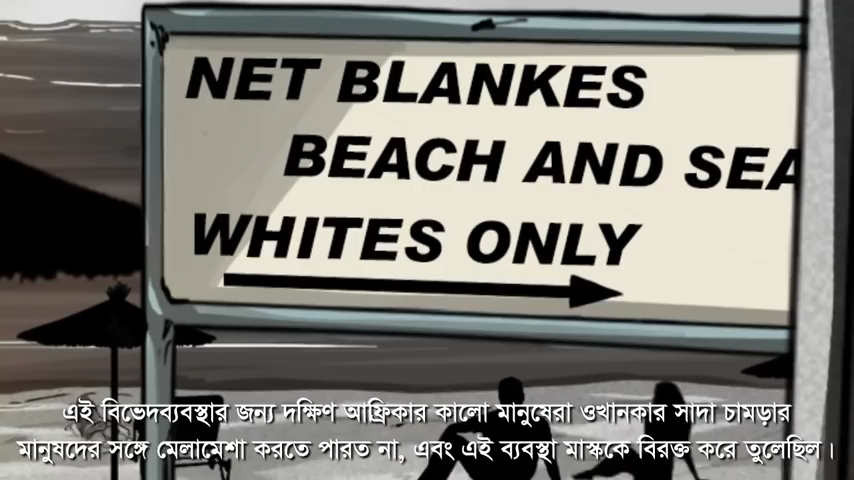 NET BLANKES
BEACH AND SEA
WHITES ONLY
এই বিভেদব্যবস্থার জন্য দক্ষিণ আফ্রিকার কালো মানুষেরা ওখানকার সাদা চামড়ার
মানুষদের সঙ্গে মেলামেশা করতে পারত না, এবং এই ব্যবস্থা মাস্ককে বিরক্ত করে তুলেছিল।